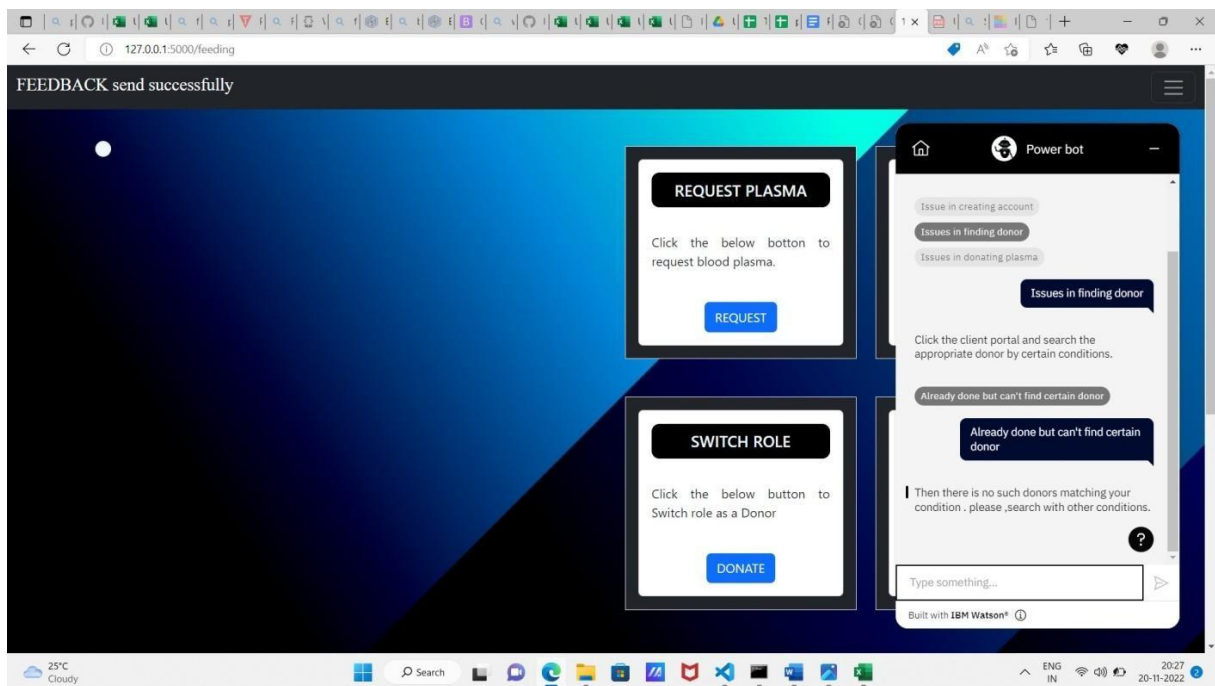 127.0.0.1:5000/feeding
FEEDBACK send successfully
REQUEST PLASMA
Click the below botton to
request blood plasma.
REQUEST
SWITCH ROLE
Click the below button to
Switch role as a Donor
DONATE
Power bot
Issue in creating account
Issues in finding donor
Issues in donating plasma
Issues in finding donor
Click the client portal and search the
appropriate donor by certain conditions.
Already done but can't find certain donor
Already done but can't find certain
donor
Then there is no such donors matching your
condition . please ,search with other conditions.
?
Type something...
Built with IBM Watson®
25°C
Cloudy
Search
ENG
IN
20:27
20-11-2022
2